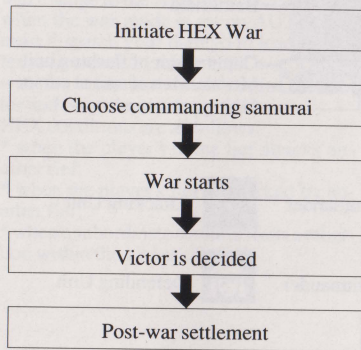 Initiate HEX War
Choose commanding samurai
War starts
Victor is decided
Post-war settlement